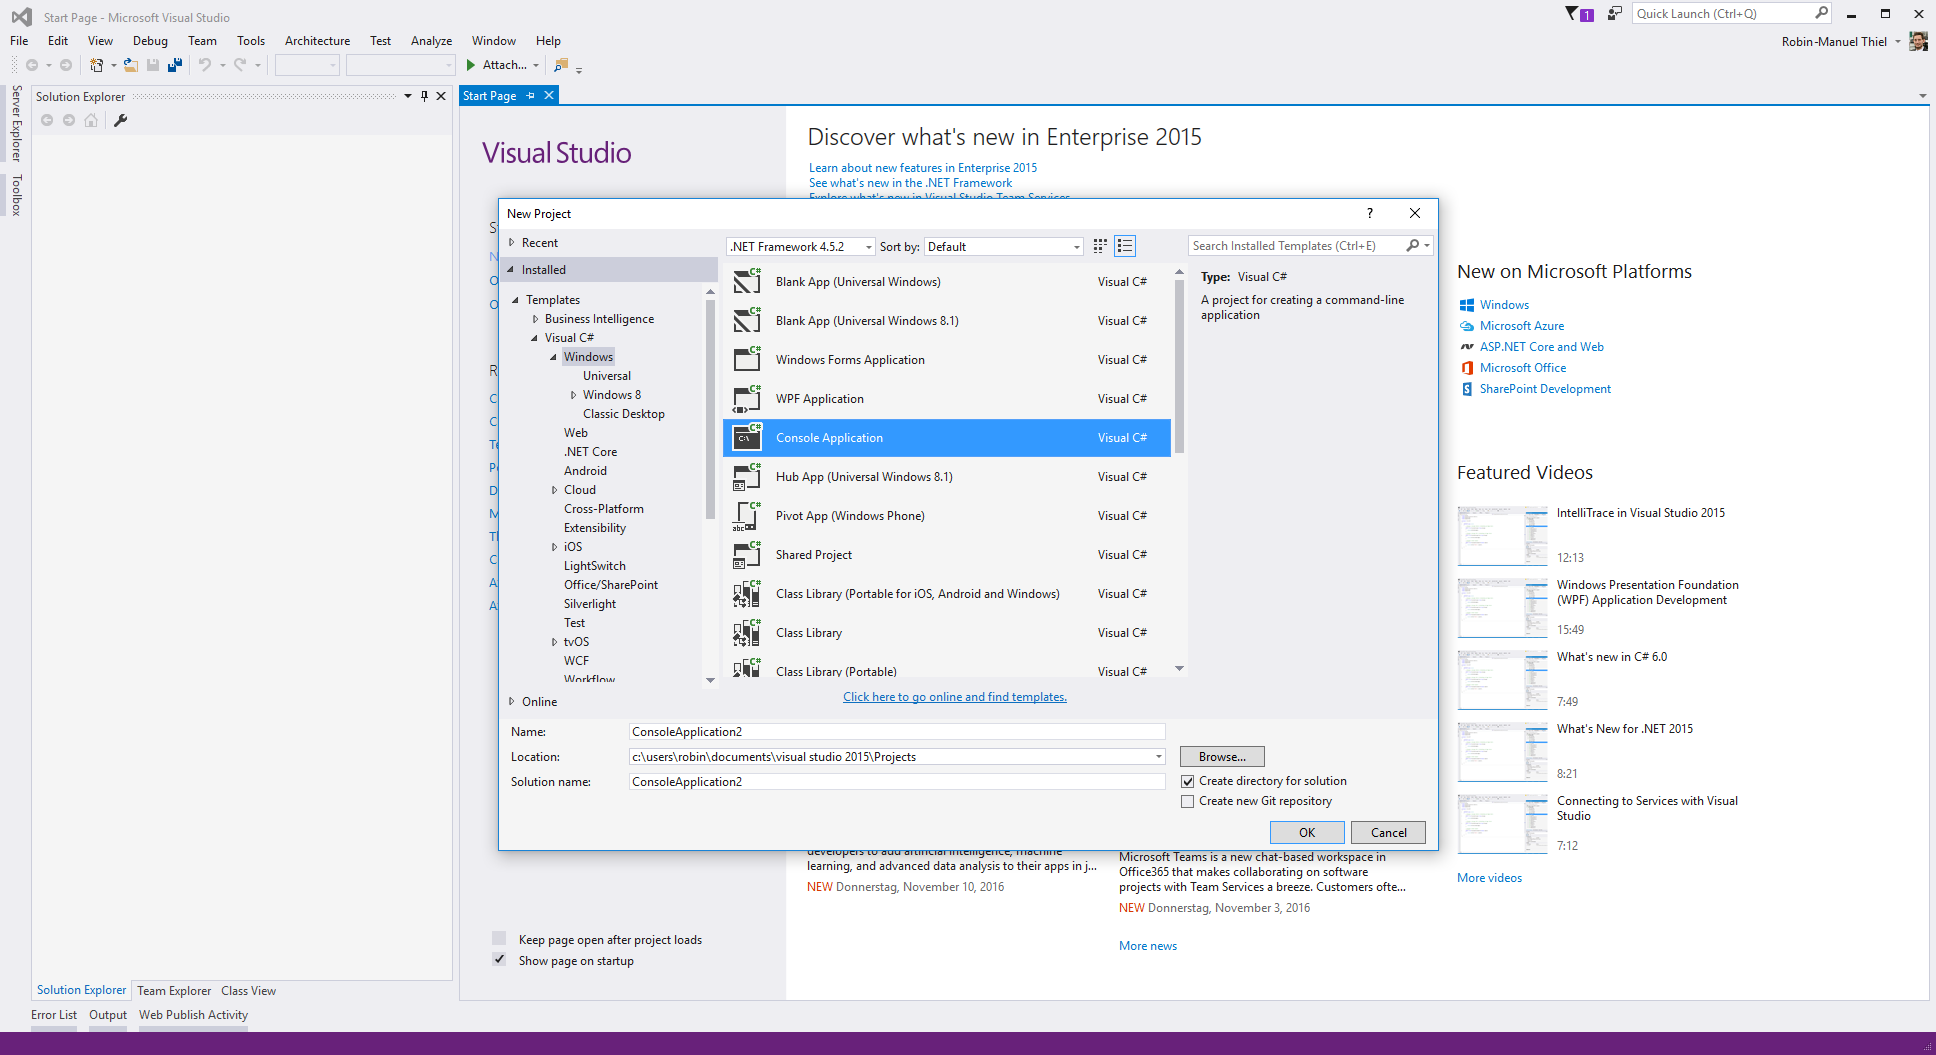 Start Page - Microsoft Visual Studio
1
Quick Launch (Ctrl+Q)
File Edit View Debug Team Tools Architecture Test Analyze Window Help
Robin-Manuel Thiel
Attach...
Server Explorer
Toolbox
Solution Explorer
Start Page
Visual Studio
Discover what's new in Enterprise 2015
Learn about new features in Enterprise 2015
See what's new in the .NET Framework
Explore what's new in Visual Studio Team Services
New Project
?
Recent
Installed
Templates
Business Intelligence
Visual C#
Windows
Universal
Windows 8
Classic Desktop
Web
.NET Core
Android
Cloud
Cross-Platform
Extensibility
iOS
LightSwitch
Office/SharePoint
Silverlight
Test
tvOS
WCF
Workflow
Online
.NET Framework 4.5.2 Sort by: Default
Search Installed Templates (Ctrl+E)
Blank App (Universal Windows) Visual C#
Blank App (Universal Windows 8.1) Visual C#
Windows Forms Application Visual C#
WPF Application Visual C#
Console Application Visual C#
Hub App (Universal Windows 8.1) Visual C#
Pivot App (Windows Phone) Visual C#
Shared Project Visual C#
Class Library (Portable for iOS, Android and Windows) Visual C#
Class Library Visual C#
Class Library (Portable) Visual C#
Click here to go online and find templates.
Type: Visual C#
A project for creating a command-line
application
Name: ConsoleApplication2
Location: c:\users\robin\documents\visual studio 2015\Projects
Browse...
Solution name: ConsoleApplication2
Create directory for solution
Create new Git repository
OK Cancel
New on Microsoft Platforms
Windows
Microsoft Azure
ASP.NET Core and Web
Microsoft Office
SharePoint Development
Featured Videos
IntelliTrace in Visual Studio 2015
12:13
Windows Presentation Foundation
(WPF) Application Development
15:49
What's new in C# 6.0
7:49
What's New for .NET 2015
8:21
Connecting to Services with Visual
Studio
7:12
More videos
developers to add artificial intelligence, machine
learning, and advanced data analysis to their apps in j...
NEW Donnerstag, November 10, 2016
Microsoft Teams is a new chat-based workspace in
Office365 that makes collaborating on software
projects with Team Services a breeze. Customers ofte...
NEW Donnerstag, November 3, 2016
More news
Keep page open after project loads
Show page on startup
Solution Explorer Team Explorer Class View
Error List Output Web Publish Activity